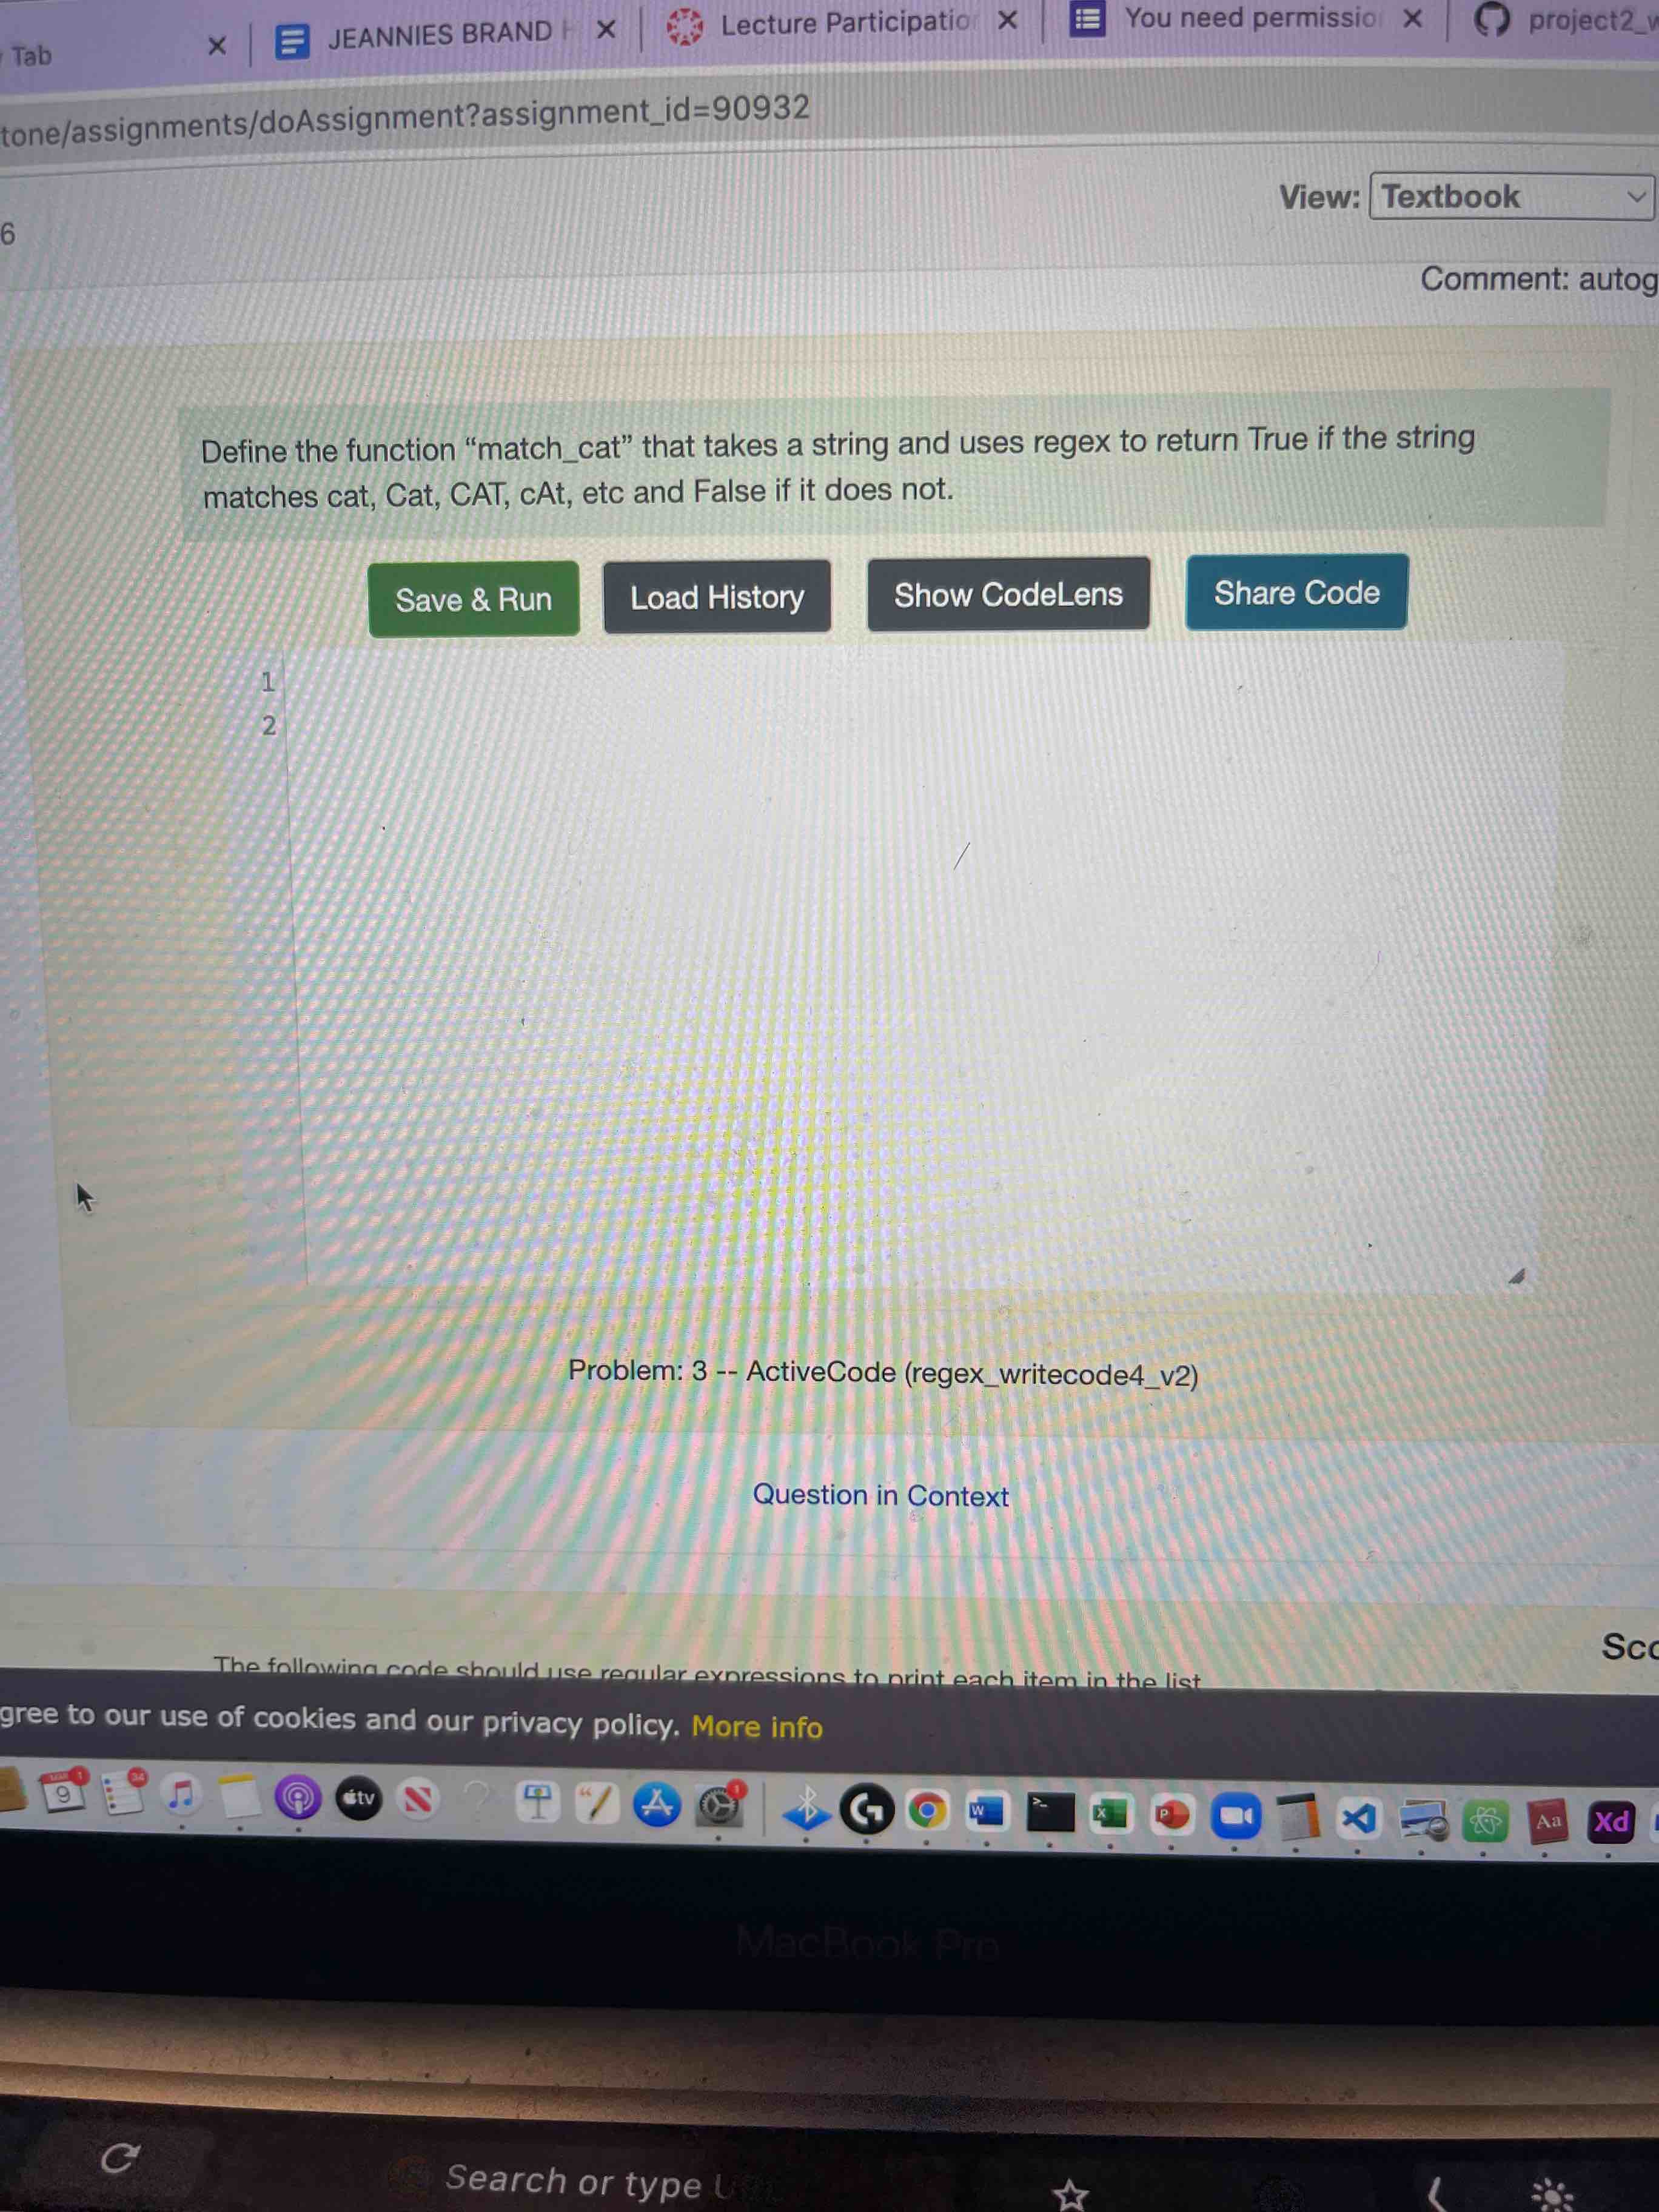 Tab
JEANNIES BRAND
Lecture Participatio
You need permissio
project2_
tone/assignments/doAssignment?assignment_id=90932
View: Textbook
6
Comment: autog
Define the function “match_cat” that takes a string and uses regex to return True if the string
matches cat, Cat, CAT, cAt, etc and False if it does not.
Save & Run
Load History
Show CodeLens
Share Code
1
2
Problem: 3 -- ActiveCode (regex_writecode4_v2)
Question in Context
Sco
The following code should use regular expressions to print each item in the list
gree to our use of cookies and our privacy policy. More info
9
1
34
tv
1
W
X
P
Aa
Xd
MacBook Pro
Search or type U